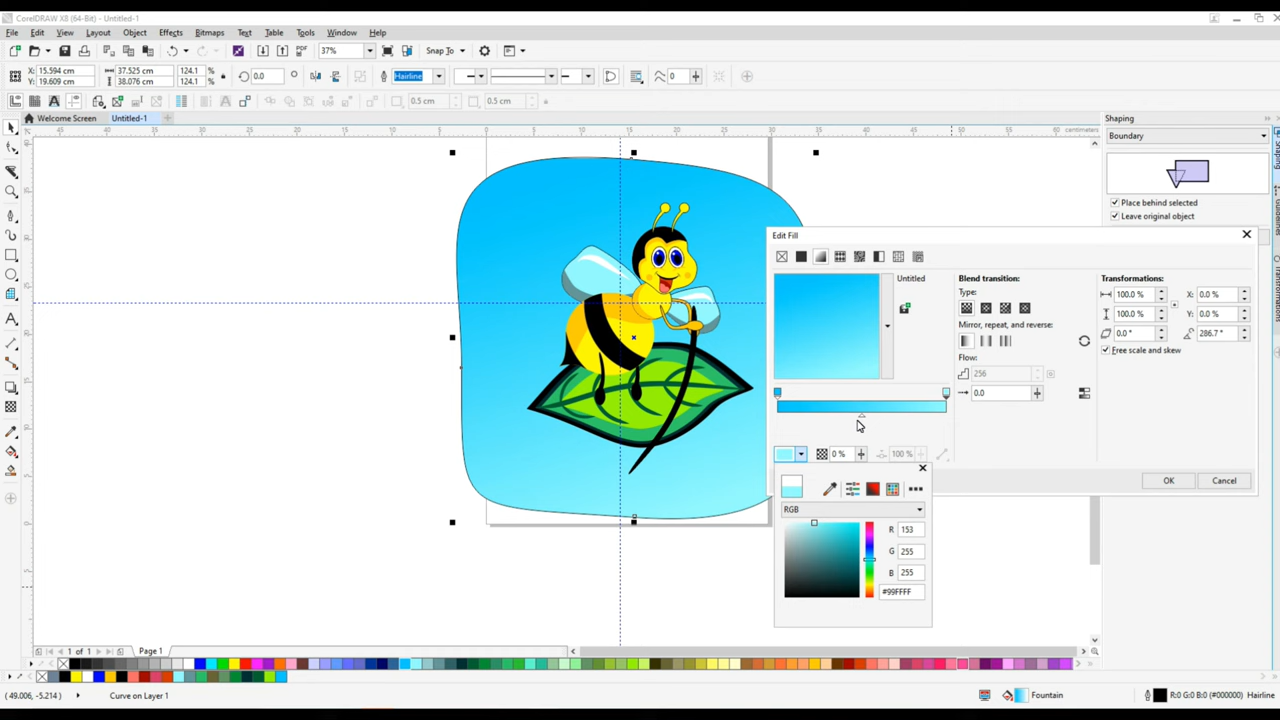 CorelDRAW X8 (64-Bit) - Untitled-1
File Edit View Layout Object Effects Bitmaps Text Table Tools Window Help
37% Snap To
X: 15.594 cm 37.525 cm 124.1 % 0.0 ° Hairline 0
Y: 19.609 cm 38.076 cm 124.1 %
0.5 cm 0.5 cm
Welcome Screen Untitled-1
Shaping
Boundary
Place behind selected
Leave original object
centimeters
Edit Fill
Untitled
Blend transition:
Type:
Mirror, repeat, and reverse:
Flow:
256
0.0
Transformations:
100.0 % X: 0.0 %
100.0 % Y: 0.0 %
0.0 ° 286.7 °
Free scale and skew
0 % 100 %
OK Cancel
RGB
R 153
G 255
B 255
#99FFFF
1 of 1 Page 1
(49.006, -5.214) Curve on Layer 1 Fountain R:0 G:0 B:0 (#000000) Hairline